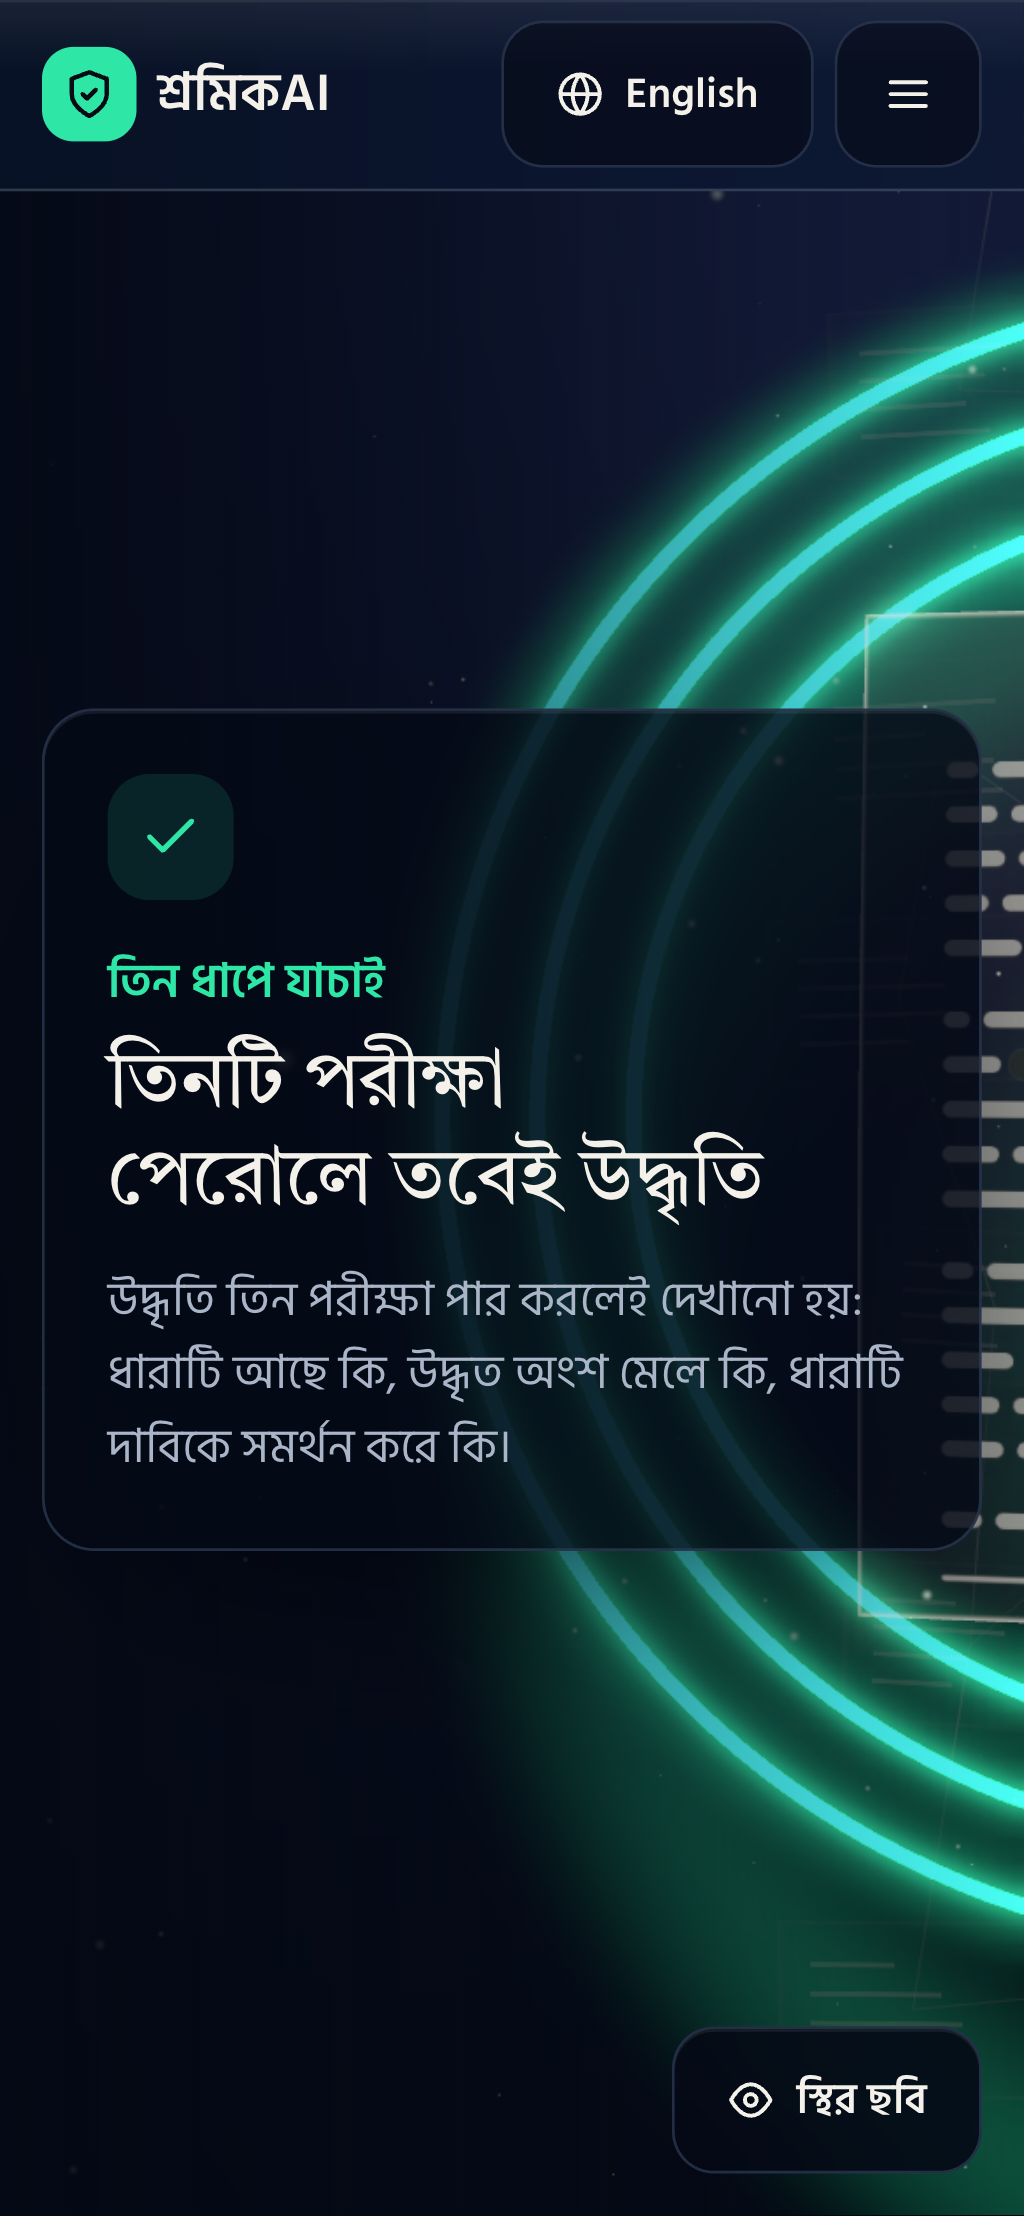 শ্রমিকAI
English
তিন ধাপে যাচাই
তিনটি পরীক্ষা
পেরোলে তবেই উদ্ধৃতি
উদ্ধৃতি তিন পরীক্ষা পার করলেই দেখানো হয়:
ধারাটি আছে কি, উদ্ধৃত অংশ মেলে কি, ধারাটি
দাবিকে সমর্থন করে কি।
স্থির ছবি